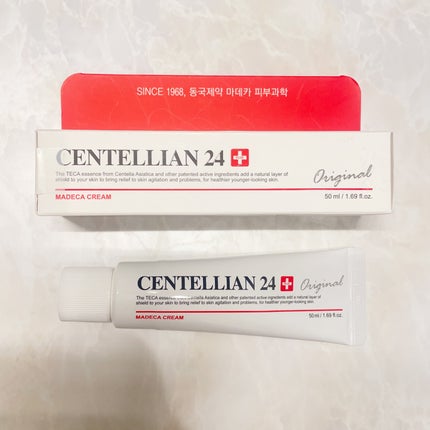 SINCE 1968, 동국제약 마데카 피부과학
CENTELLIAN 24
Original
The TECA essence from Centella Asiatica and other patented active ingredients add a natural layer of
shield to your skin to bring relief to skin agitation and problems, for healthier younger-looking skin.
MADECA CREAM
50 ml / 1.69 fl.oz.
CENTELLIAN 24
Original
The TECA essence from Centella Asiatica and other patented active ingredients add a natural layer of
shield to your skin to bring relief to skin agitation and problems, for healthier younger-looking skin.
MADECA CREAM
50 ml / 1.69 fl.oz.